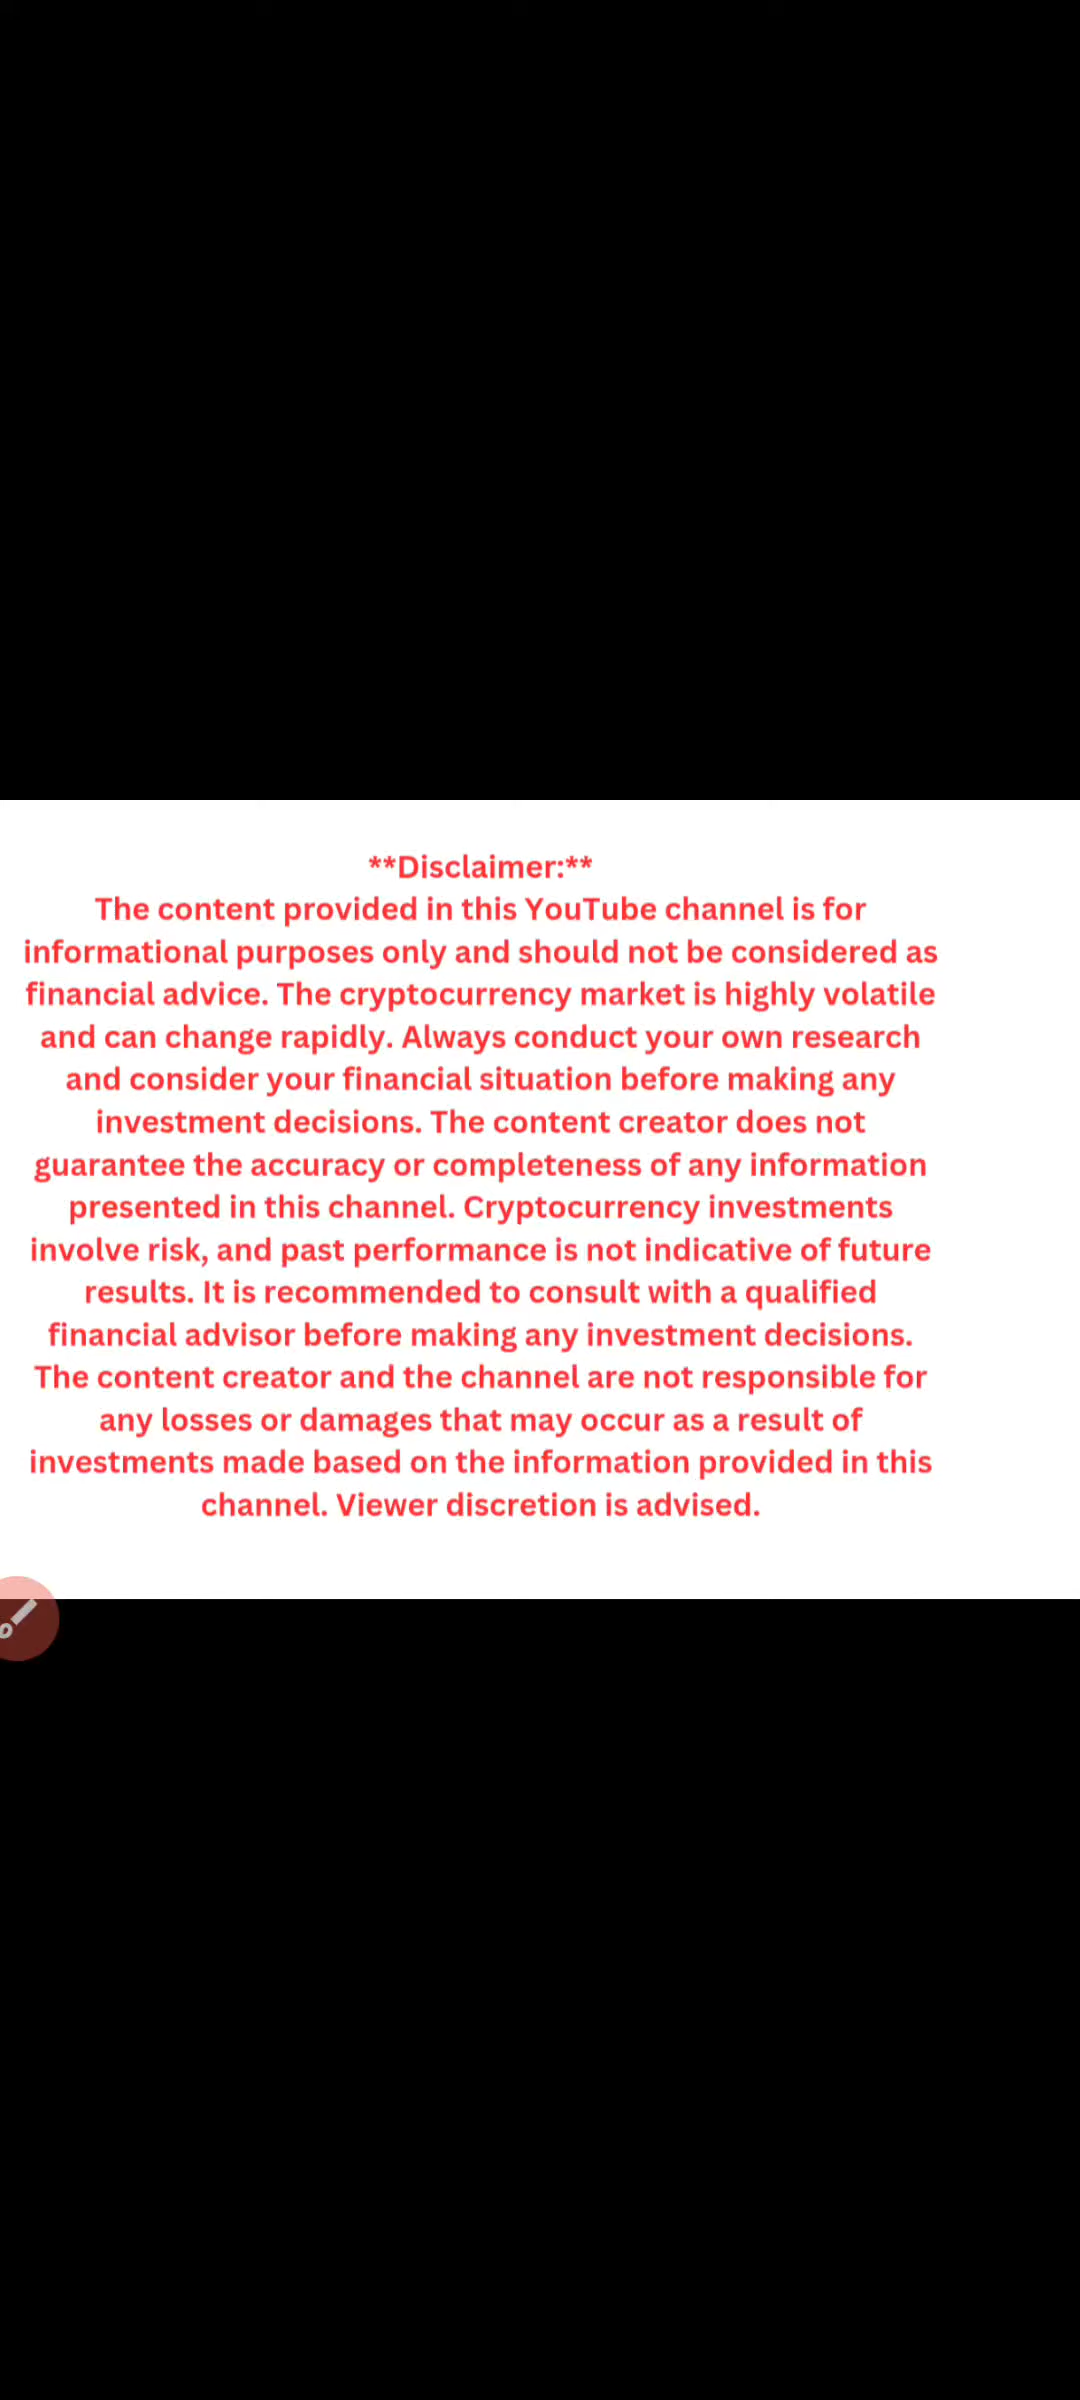 **Disclaimer:**
The content provided in this YouTube channel is for
informational purposes only and should not be considered as
financial advice. The cryptocurrency market is highly volatile
and can change rapidly. Always conduct your own research
and consider your financial situation before making any
investment decisions. The content creator does not
guarantee the accuracy or completeness of any information
presented in this channel. Cryptocurrency investments
involve risk, and past performance is not indicative of future
results. It is recommended to consult with a qualified
financial advisor before making any investment decisions.
The content creator and the channel are not responsible for
any losses or damages that may occur as a result of
investments made based on the information provided in this
channel. Viewer discretion is advised.